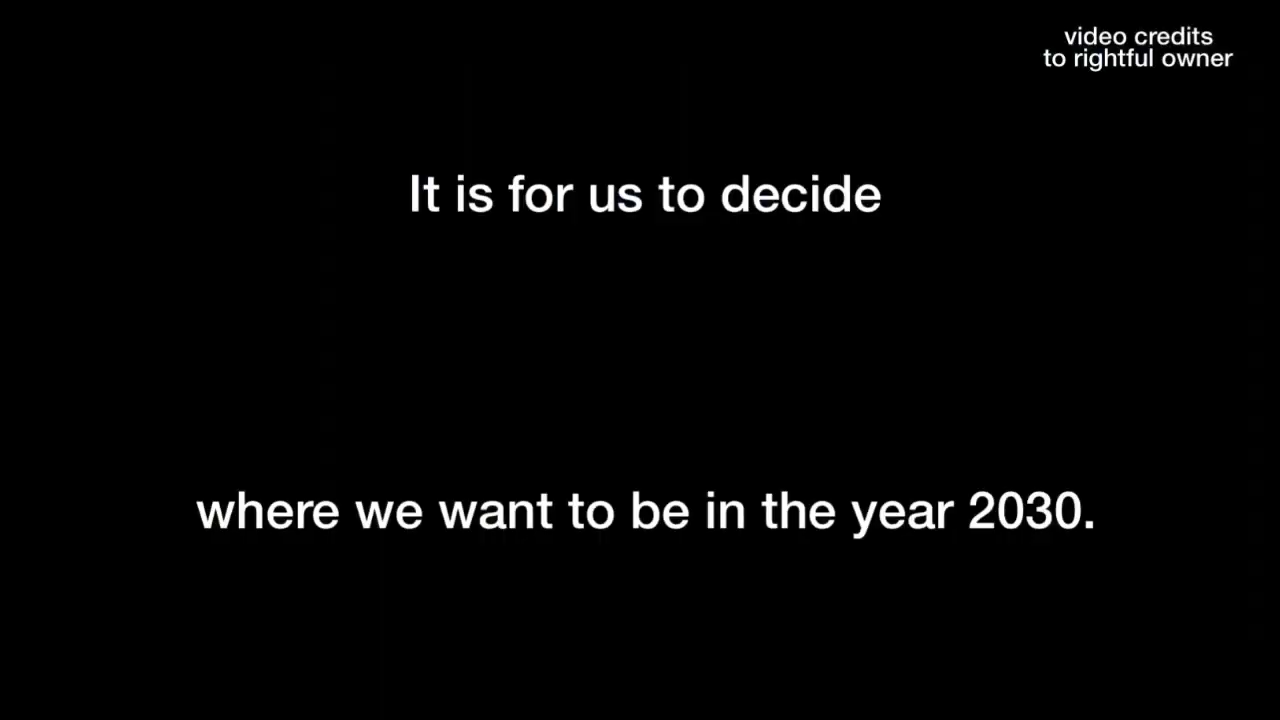 video credits
to rightful owner
It is for us to decide
where we want to be in the year 2030.